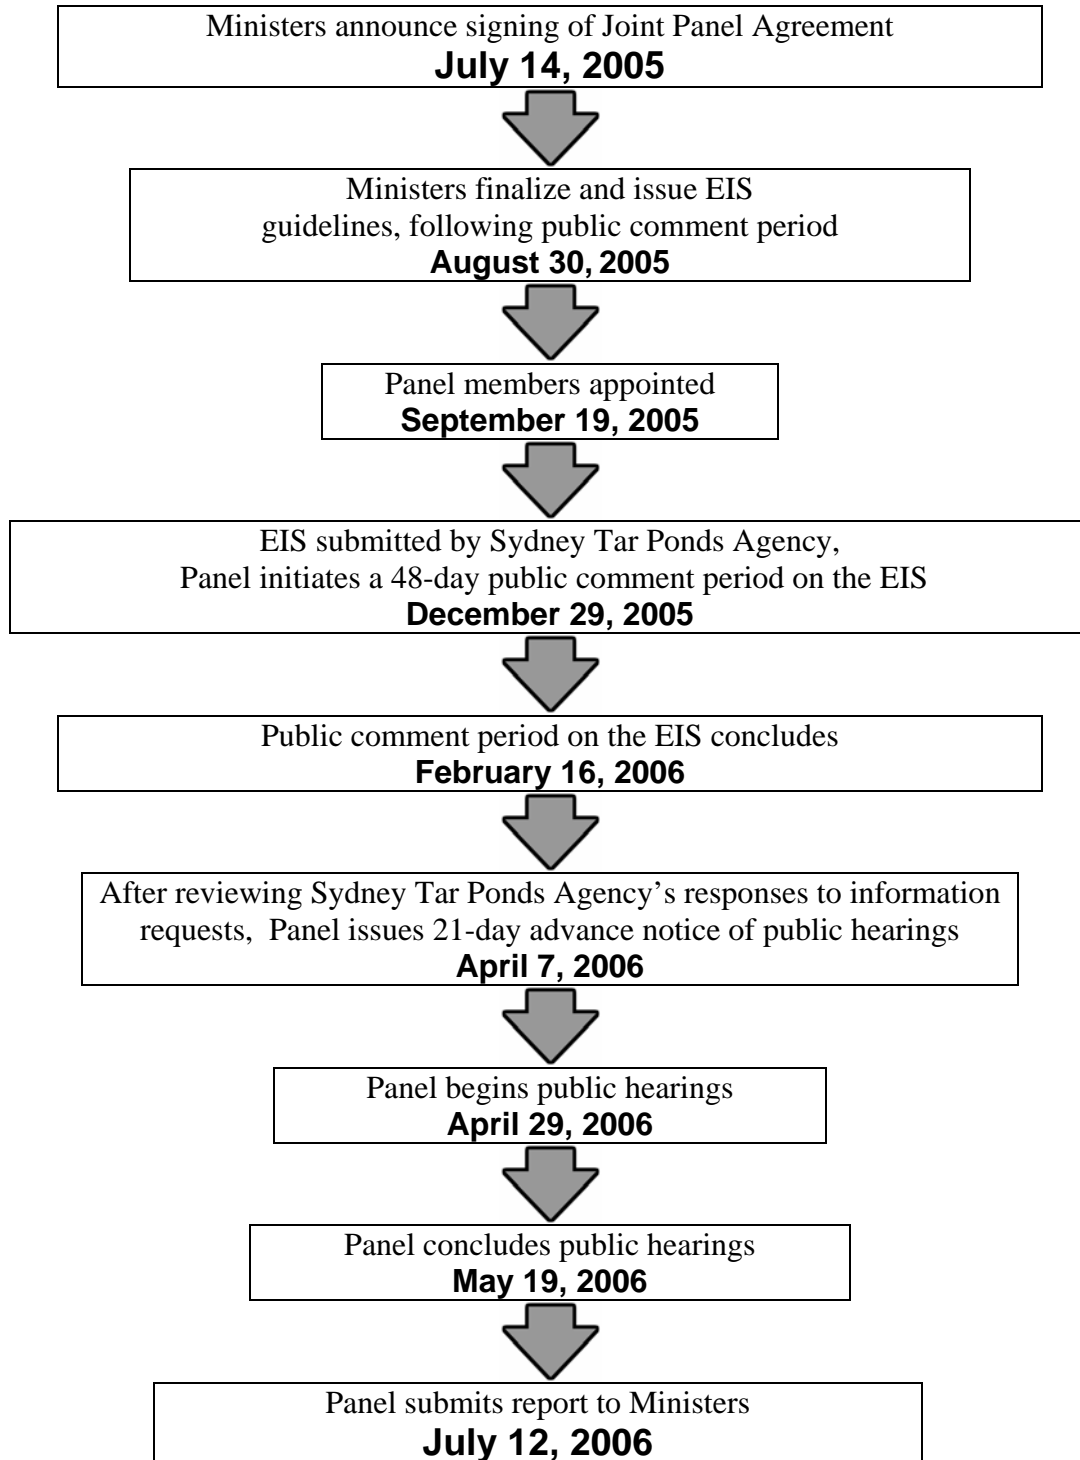 Ministers announce signing of Joint Panel Agreement
July 14, 2005
Ministers finalize and issue EIS
guidelines, following public comment period
August 30, 2005
Panel members appointed
September 19, 2005
EIS submitted by Sydney Tar Ponds Agency,
Panel initiates a 48-day public comment period on the EIS
December 29, 2005
Public comment period on the EIS concludes
February 16, 2006
After reviewing Sydney Tar Ponds Agency’s responses to information
requests, Panel issues 21-day advance notice of public hearings
April 7, 2006
Panel begins public hearings
April 29, 2006
Panel concludes public hearings
May 19, 2006
Panel submits report to Ministers
July 12, 2006